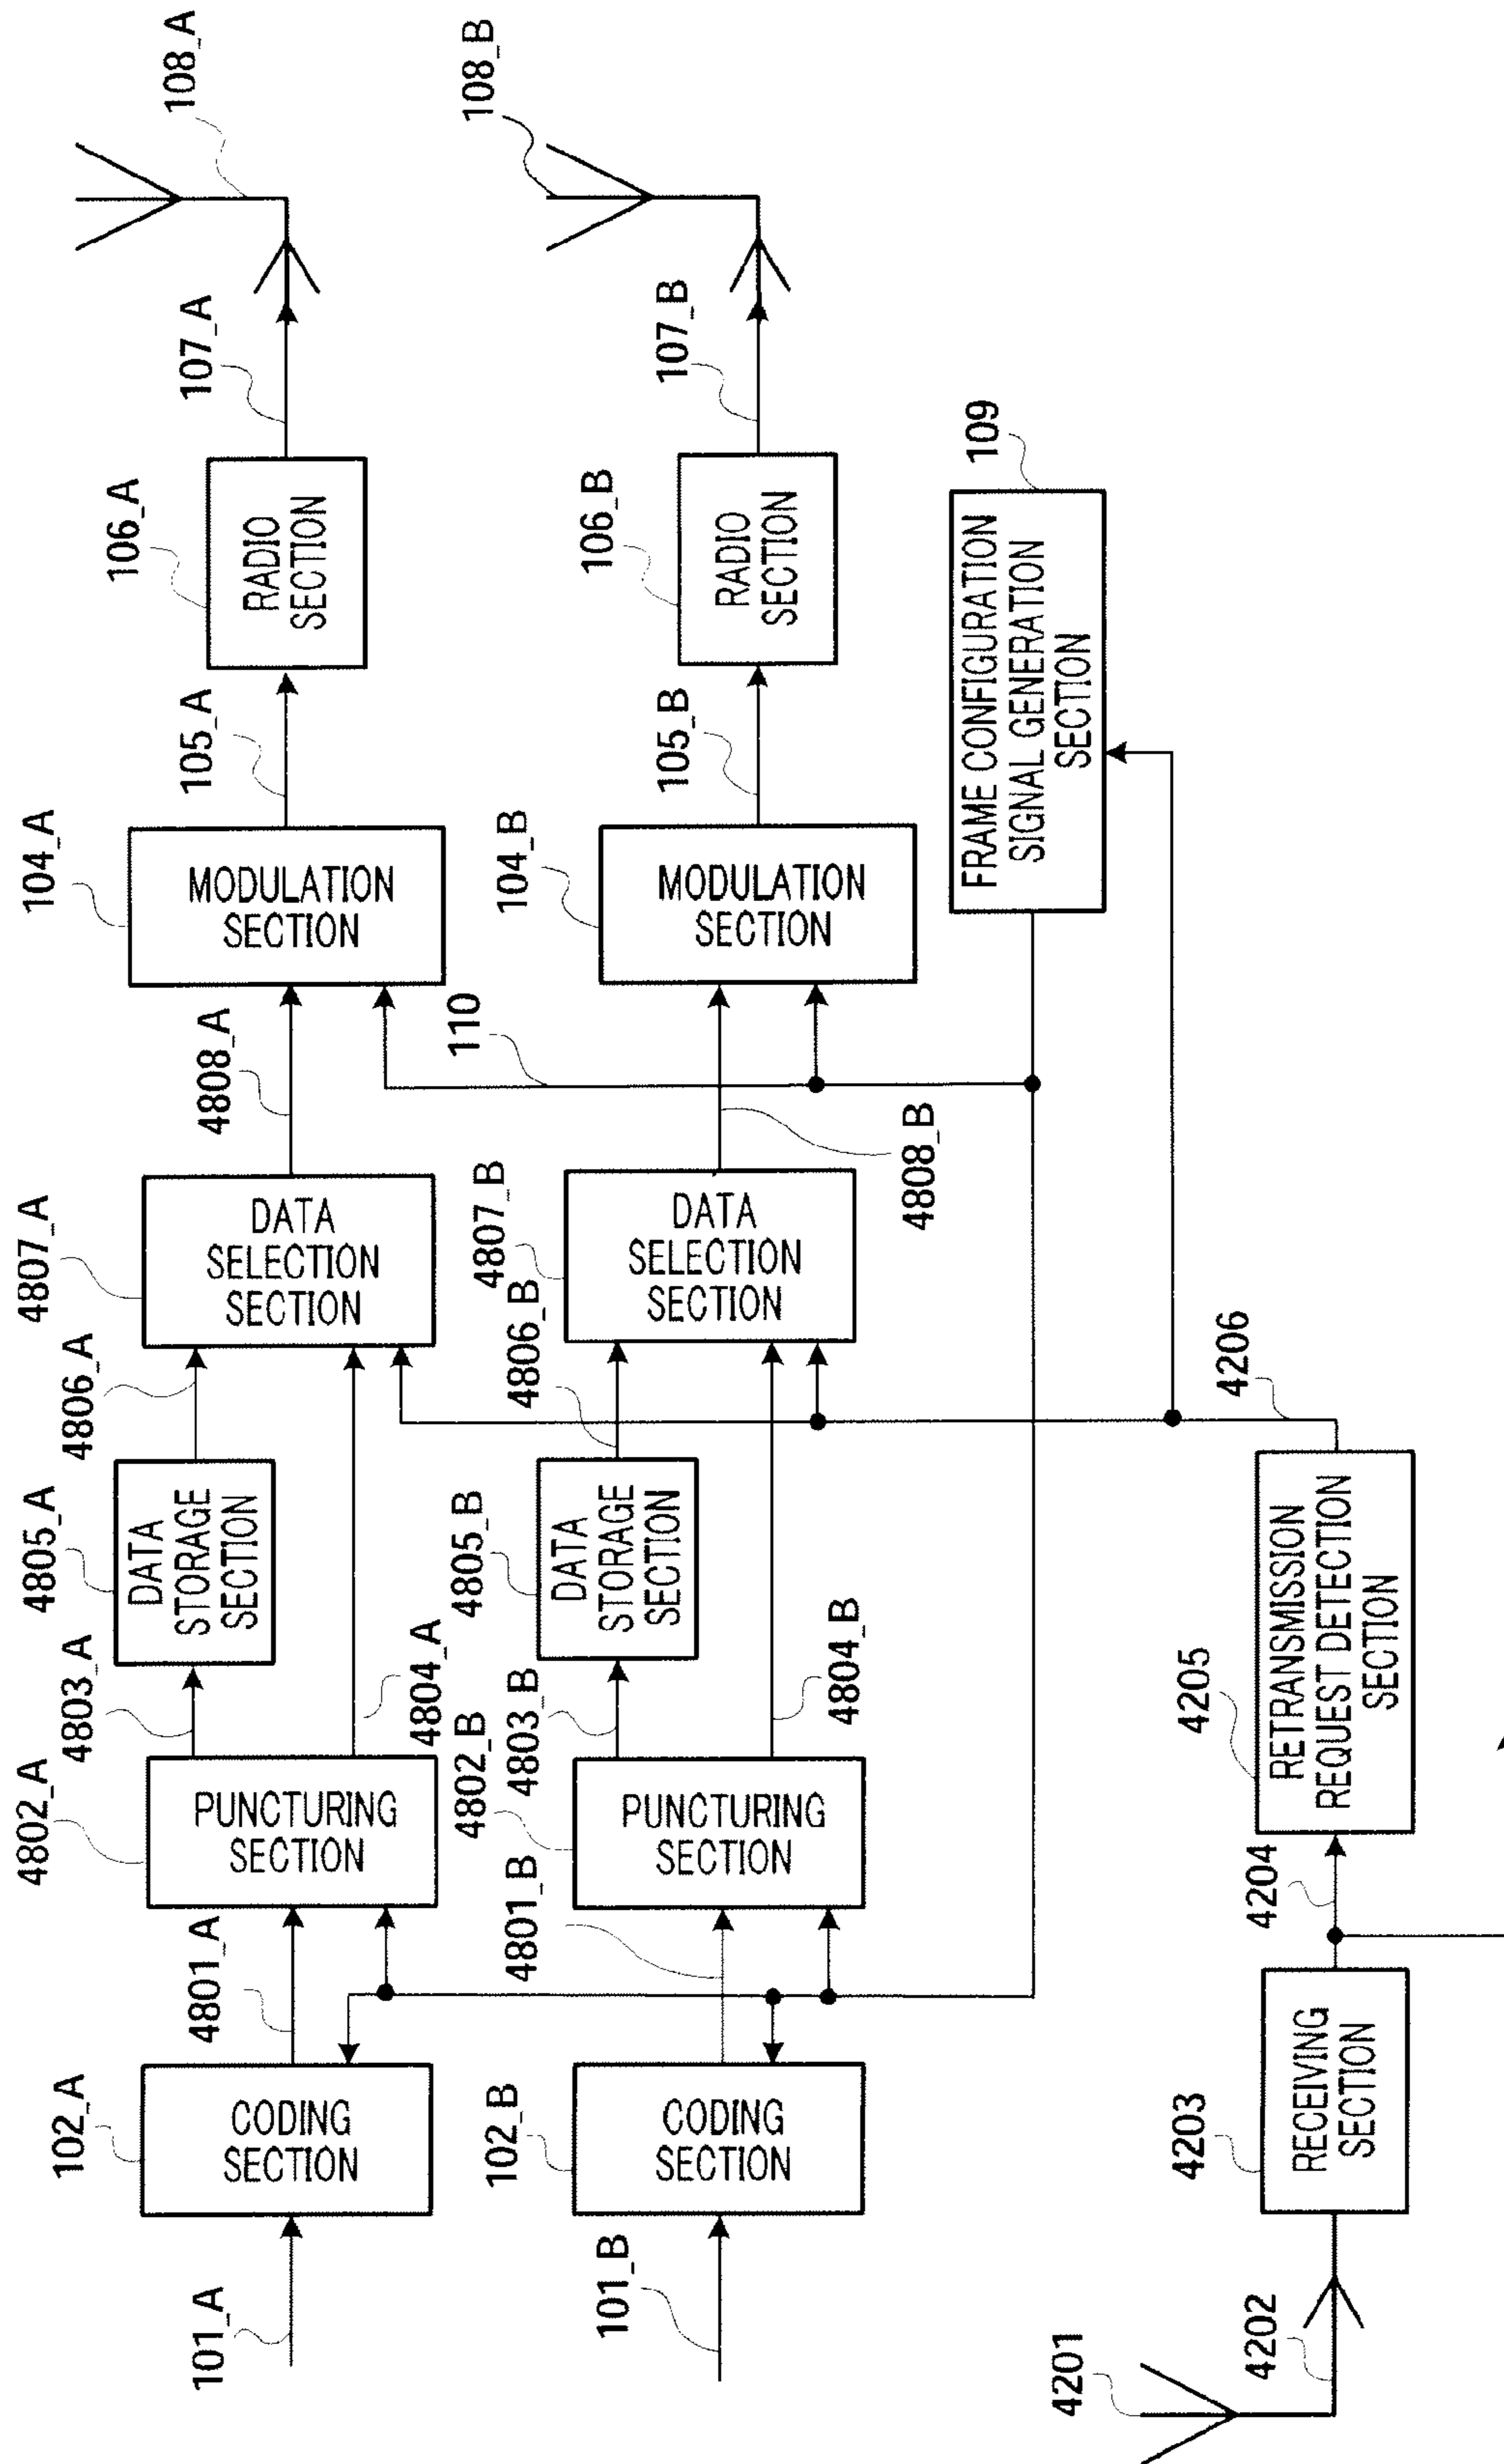 101_A
102_A
CODING
SECTION
4801_A
4802_A
PUNCTURING
SECTION
4803_A
4804_A
4805_A
DATA
STORAGE
SECTION
4806_A
4807_A
DATA
SELECTION
SECTION
4808_A
104_A
MODULATION
SECTION
105_A
106_A
RADIO
SECTION
107_A
108_A
101_B
102_B
CODING
SECTION
4801_B
4802_B
PUNCTURING
SECTION
4803_B
4804_B
4805_B
DATA
STORAGE
SECTION
4806_B
4807_B
DATA
SELECTION
SECTION
4808_B
110
104_B
MODULATION
SECTION
105_B
106_B
RADIO
SECTION
107_B
108_B
109
FRAME CONFIGURATION
SIGNAL GENERATION
SECTION
4201
4202
4203
RECEIVING
SECTION
4204
4205
RETRANSMISSION
REQUEST DETECTION
SECTION
4206